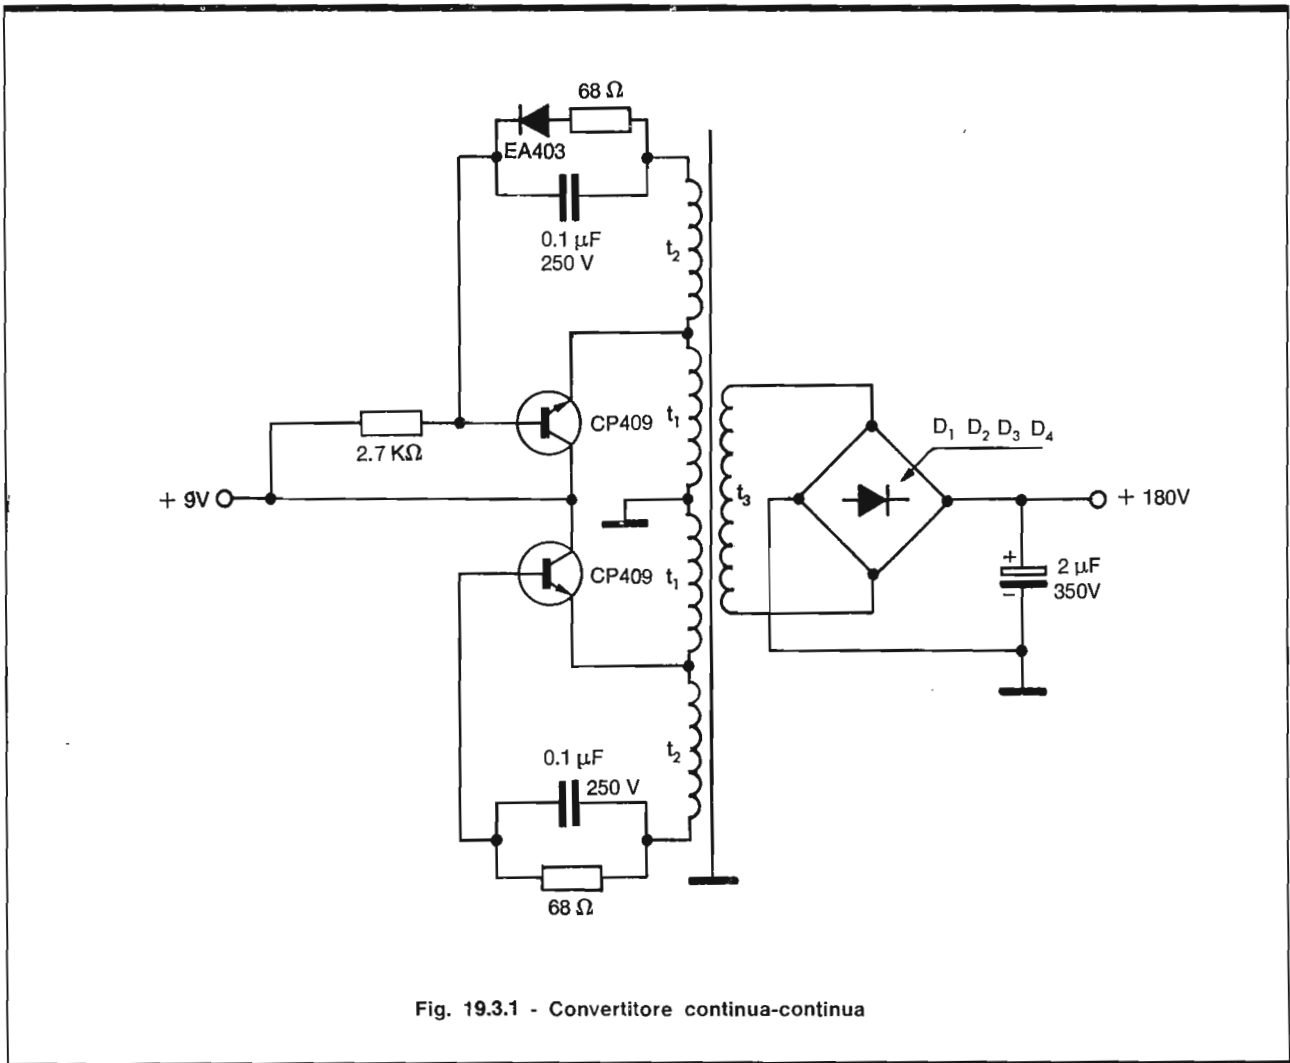 68 Ω
EA403
0.1 µF
250 V
t2
2.7 KΩ
CP409
t1
+ 9V
t3
D1 D2 D3 D4
+ 180V
CP409
t1
+
2 µF
350V
−
t2
0.1 µF
250 V
68 Ω
Fig. 19.3.1 - Convertitore continua-continua